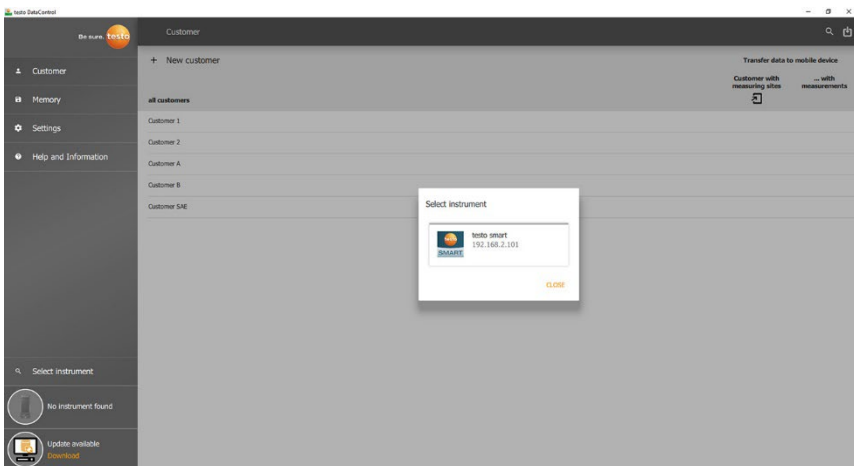 testo DataControl
Be sure. testo
Customer
Memory
Settings
Help and Information
Select instrument
No instrument found
Update available
Download
Customer
+ New customer
Transfer data to mobile device
Customer with
measuring sites
... with
measurements
all customers
Customer 1
Customer 2
Customer A
Customer B
Customer SAE
Select instrument
testo smart
192.168.2.101
SMART
CLOSE